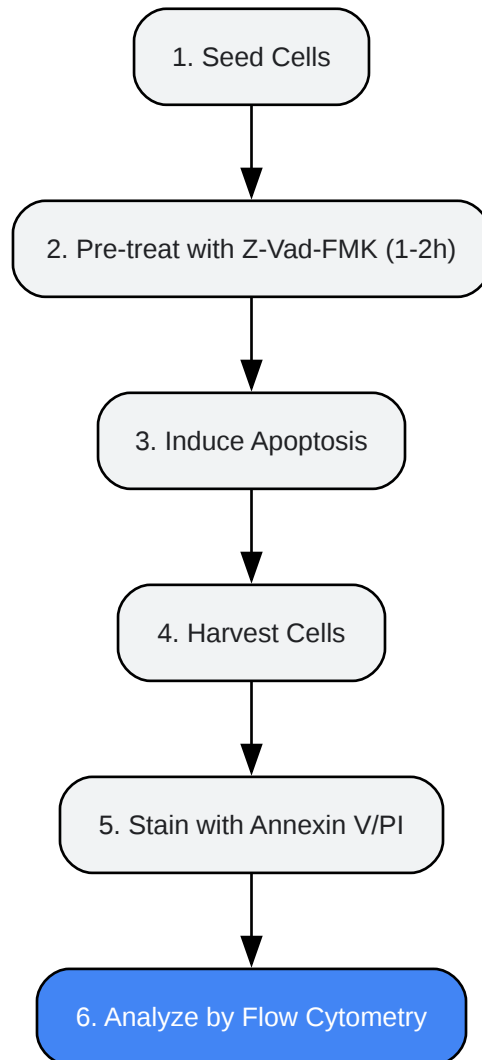 1. Seed Cells
2. Pre-treat with Z-Vad-FMK (1-2h)
3. Induce Apoptosis
4. Harvest Cells
5. Stain with Annexin V/PI
6. Analyze by Flow Cytometry